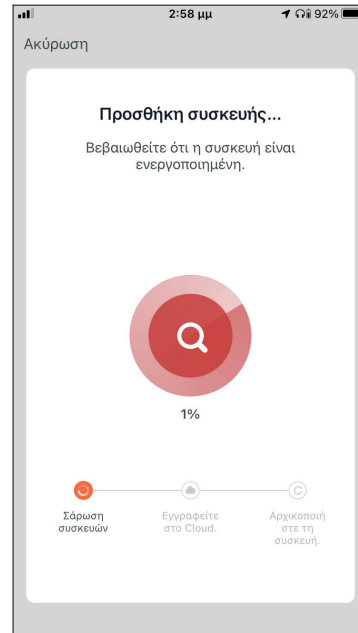 2:58 μμ 92%
Ακύρωση
Προσθήκη συσκευής...
Βεβαιωθείτε ότι η συσκευή είναι
ενεργοποιημένη.
1%
Σάρωση
συσκευών
Εγγραφείτε
στο Cloud.
Αρχικοποιή
στε τη
συσκευή.